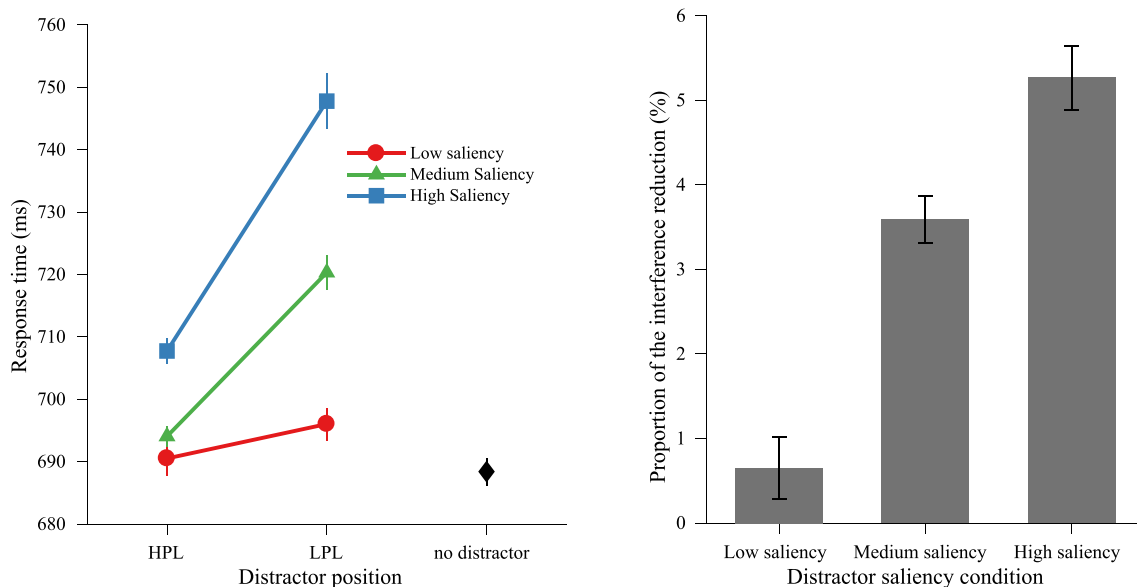 760
750
740
730
720
710
700
690
680
Response time (ms)
Low saliency
Medium Saliency
High Saliency
HPL
LPL
no distractor
Distractor position
6
5
4
3
2
1
0
Proportion of the interference reduction (%)
Low saliency
Medium saliency
High saliency
Distractor saliency condition